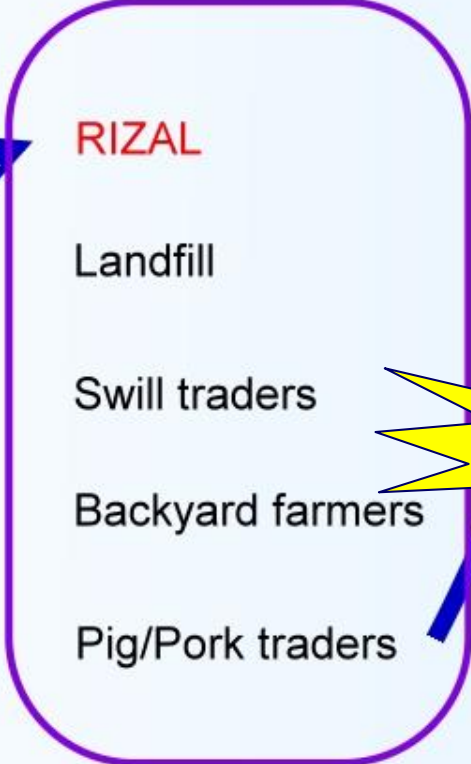 RIZAL
Landfill
Swill traders
Backyard farmers
Pig/Pork traders